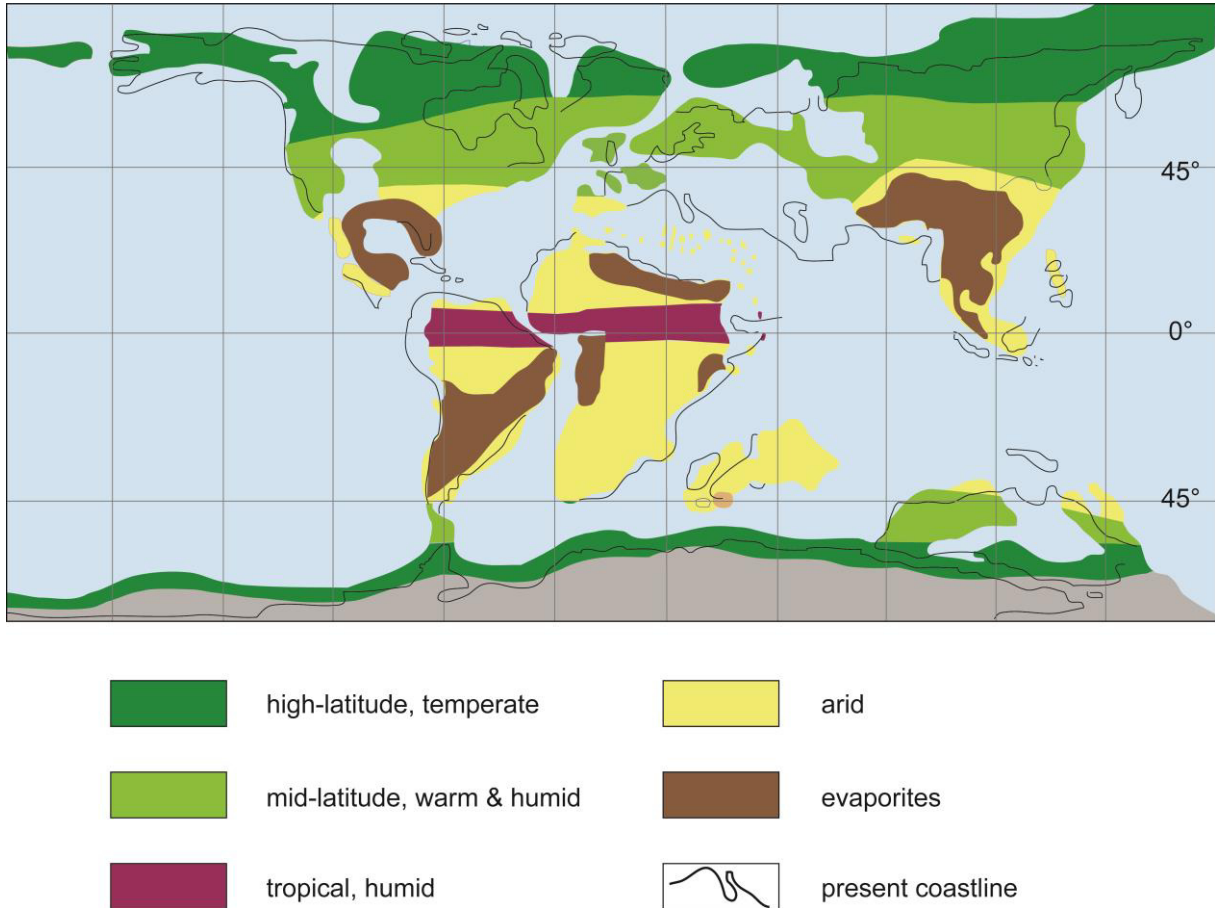 45°
0°
45°
high-latitude, temperate
arid
mid-latitude, warm & humid
evaporites
tropical, humid
present coastline